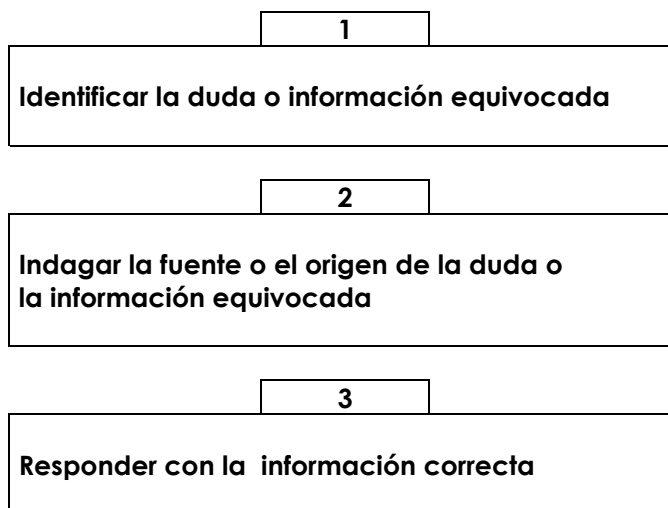 1
Identificar la duda o información equivocada
2
Indagar la fuente o el origen de la duda o
la información equivocada
3
Responder con la  información correcta